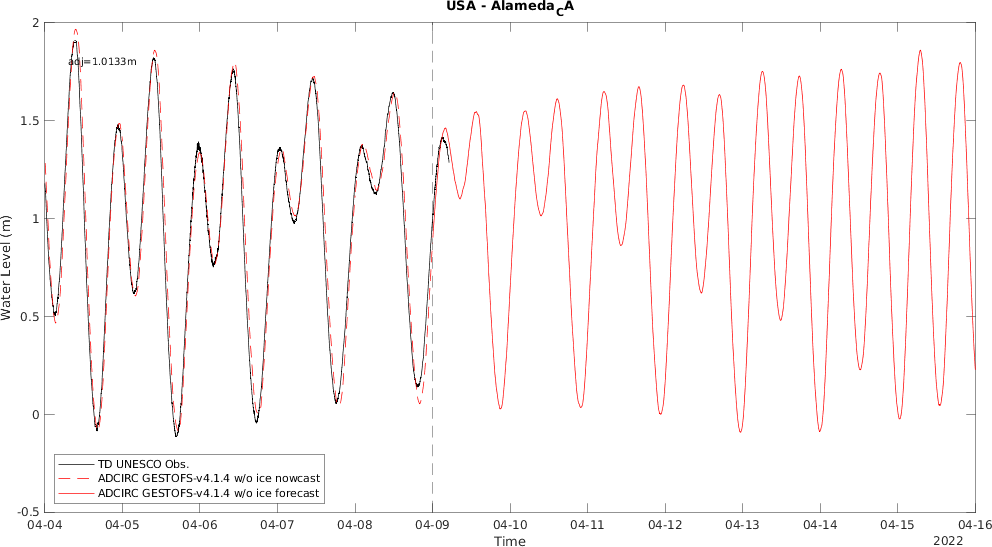 USA - Alameda_CA
2
adj=1.0133m
1.5
1
0.5
0
-0.5
Water Level (m)
TD UNESCO Obs.
ADCIRC GESTOFS-v4.1.4 w/o ice nowcast
ADCIRC GESTOFS-v4.1.4 w/o ice forecast
04-04 04-05 04-06 04-07 04-08 04-09 04-10 04-11 04-12 04-13 04-14 04-15 04-16
Time
2022